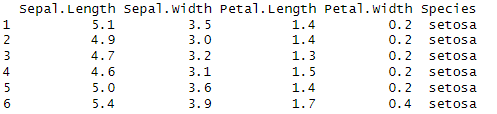 Sepal.Length Sepal.Width Petal.Length Petal.Width Species
1 5.1 3.5 1.4 0.2 setosa
2 4.9 3.0 1.4 0.2 setosa
3 4.7 3.2 1.3 0.2 setosa
4 4.6 3.1 1.5 0.2 setosa
5 5.0 3.6 1.4 0.2 setosa
6 5.4 3.9 1.7 0.4 setosa